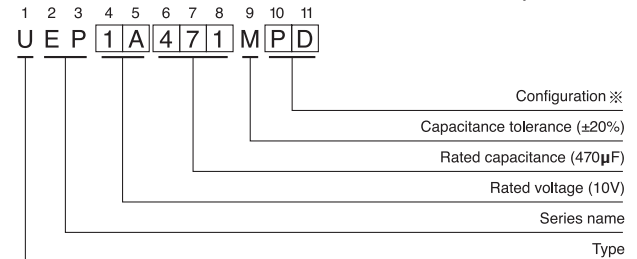 1 2 3 4 5 6 7 8 9 10 11
U E P 1 A 4 7 1 M P D
Configuration ※
Capacitance tolerance (±20%)
Rated capacitance (470μF)
Rated voltage (10V)
Series name
Type